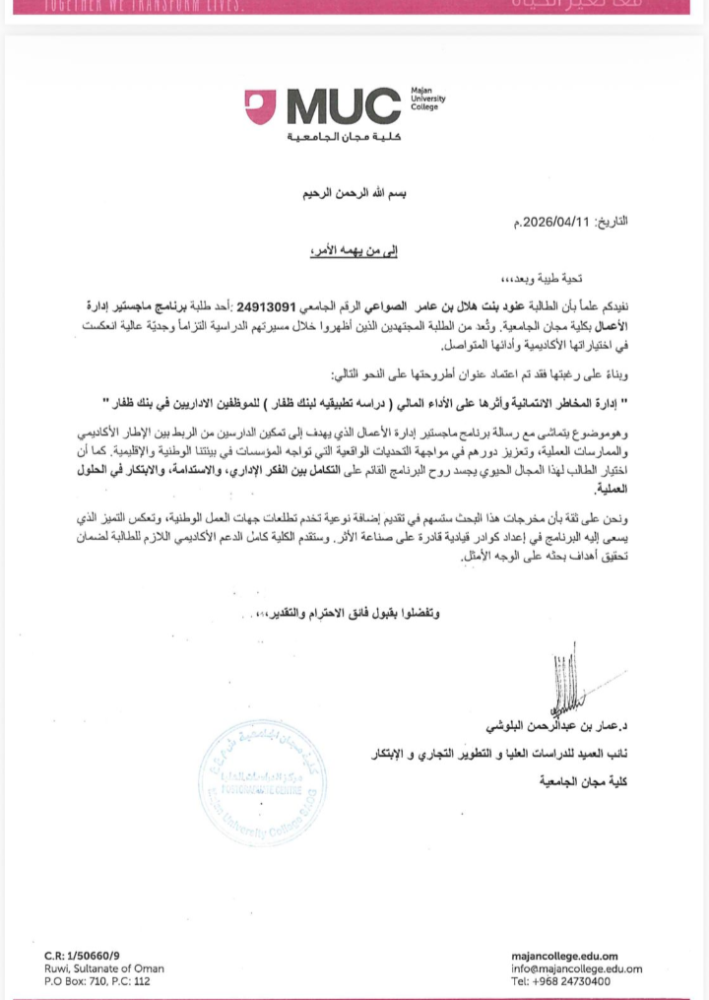 TOGETHER WE TRANSFORM LIVES.
معاً نغير الحياة
MUC
Majan
University
College
كلية مجان الجامعية
بسم الله الرحمن الرحيم
التاريخ: 2026/04/11.م
إلى من يهمه الأمر،
تحية طيبة وبعد،،،
نفيدكم علماً بأن الطالبة عنود بنت هلال بن عامر الصواعي الرقم الجامعي 24913091 :أحد طلبة برنامج ماجستير إدارة
الأعمال بكلية مجان الجامعية. وتُعد من الطلبة المجتهدين الذين أظهروا خلال مسيرتهم الدراسية التزاماً وجديّة عالية انعكست
في اختياراتها الأكاديمية وأدائها المتواصل.
وبناءً على رغبتها فقد تم اعتماد عنوان أطروحتها على النحو التالي:
" إدارة المخاطر الائتمانية وأثرها على الأداء المالي ( دراسه تطبيقيه لبنك ظفار ) للموظفين الاداريين في بنك ظفار "
وهوموضوع يتماشى مع رسالة برنامج ماجستير إدارة الأعمال الذي يهدف إلى تمكين الدارسين من الربط بين الإطار الأكاديمي
والممارسات العملية، وتعزيز دورهم في مواجهة التحديات الواقعية التي تواجه المؤسسات في بيئتنا الوطنية والإقليمية. كما أن
اختيار الطالب لهذا المجال الحيوي يجسد روح البرنامج القائم على التكامل بين الفكر الإداري، والاستدامة، والابتكار في الحلول
العملية.
ونحن على ثقة بأن مخرجات هذا البحث ستسهم في تقديم إضافة نوعية تخدم تطلعات جهات العمل الوطنية، وتعكس التميز الذي
يسعى إليه البرنامج في إعداد كوادر قيادية قادرة على صناعة الأثر. وستقدم الكلية كامل الدعم الأكاديمي اللازم للطالبة لضمان
تحقيق أهداف بحثه على الوجه الأمثل.
وتفضلوا بقبول فائق الاحترام والتقدير،،،
د.عمار بن عبدالرحمن البلوشي
نائب العميد للدراسات العليا و التطوير التجاري و الإبتكار
كلية مجان الجامعية
كلية مجان الجامعية ش.م.ع.م
مركز الدراسات العليا
POSTGRADUATE CENTRE
Majan University College SAOG
C.R: 1/50660/9
Ruwi, Sultanate of Oman
P.O Box: 710, P.C: 112
majancollege.edu.om
info@majancollege.edu.om
Tel: +968 24730400